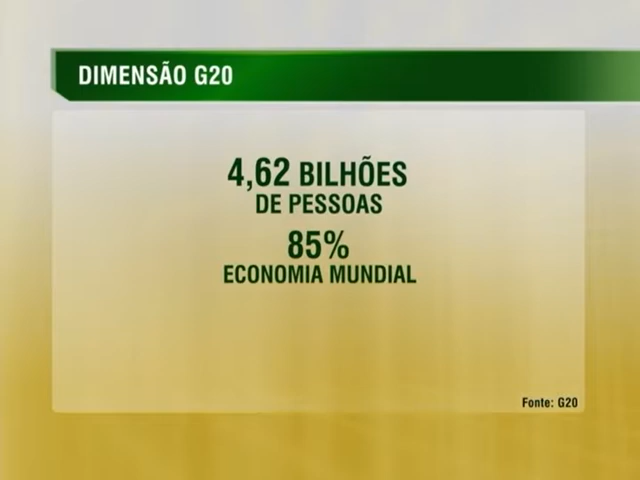 DIMENSÃO G20
4,62 BILHÕES
DE PESSOAS
85%
ECONOMIA MUNDIAL
Fonte: G20